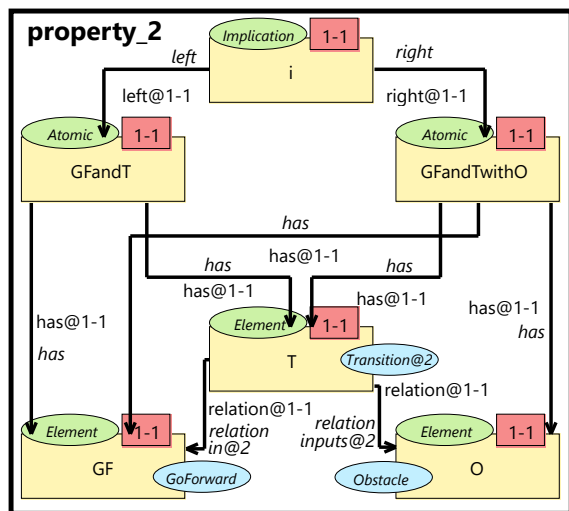 property_2
Implication
1-1
i
left
right
left@1-1
right@1-1
Atomic
1-1
GFandT
Atomic
1-1
GFandTwithO
has
has@1-1
has
has
has@1-1
has@1-1
has@1-1
has
has@1-1
has
Element
1-1
T
Transition@2
relation@1-1
relation@1-1
relation
in@2
relation
inputs@2
Element
1-1
GF
GoForward
Element
1-1
O
Obstacle